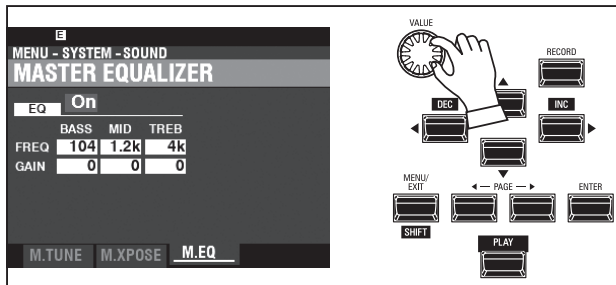 E
MENU - SYSTEM - SOUND
MASTER EQUALIZER
EQ On
BASS MID TREB
FREQ 104 1.2k 4k
GAIN 0 0 0
M.TUNE M.XPOSE M.EQ
VALUE
RECORD
DEC INC
MENU/
EXIT
PAGE
ENTER
SHIFT
PLAY